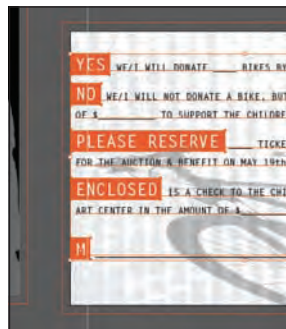 YES WE/I WILL DONATE ____ BIKES BY
NO WE/I WILL NOT DONATE A BIKE, BUT
OF $________ TO SUPPORT THE CHILDRE
PLEASE RESERVE ____ TICKE
FOR THE AUCTION & BENEFIT ON MAY 19th
ENCLOSED IS A CHECK TO THE CHI
ART CENTER IN THE AMOUNT OF $________
M________________